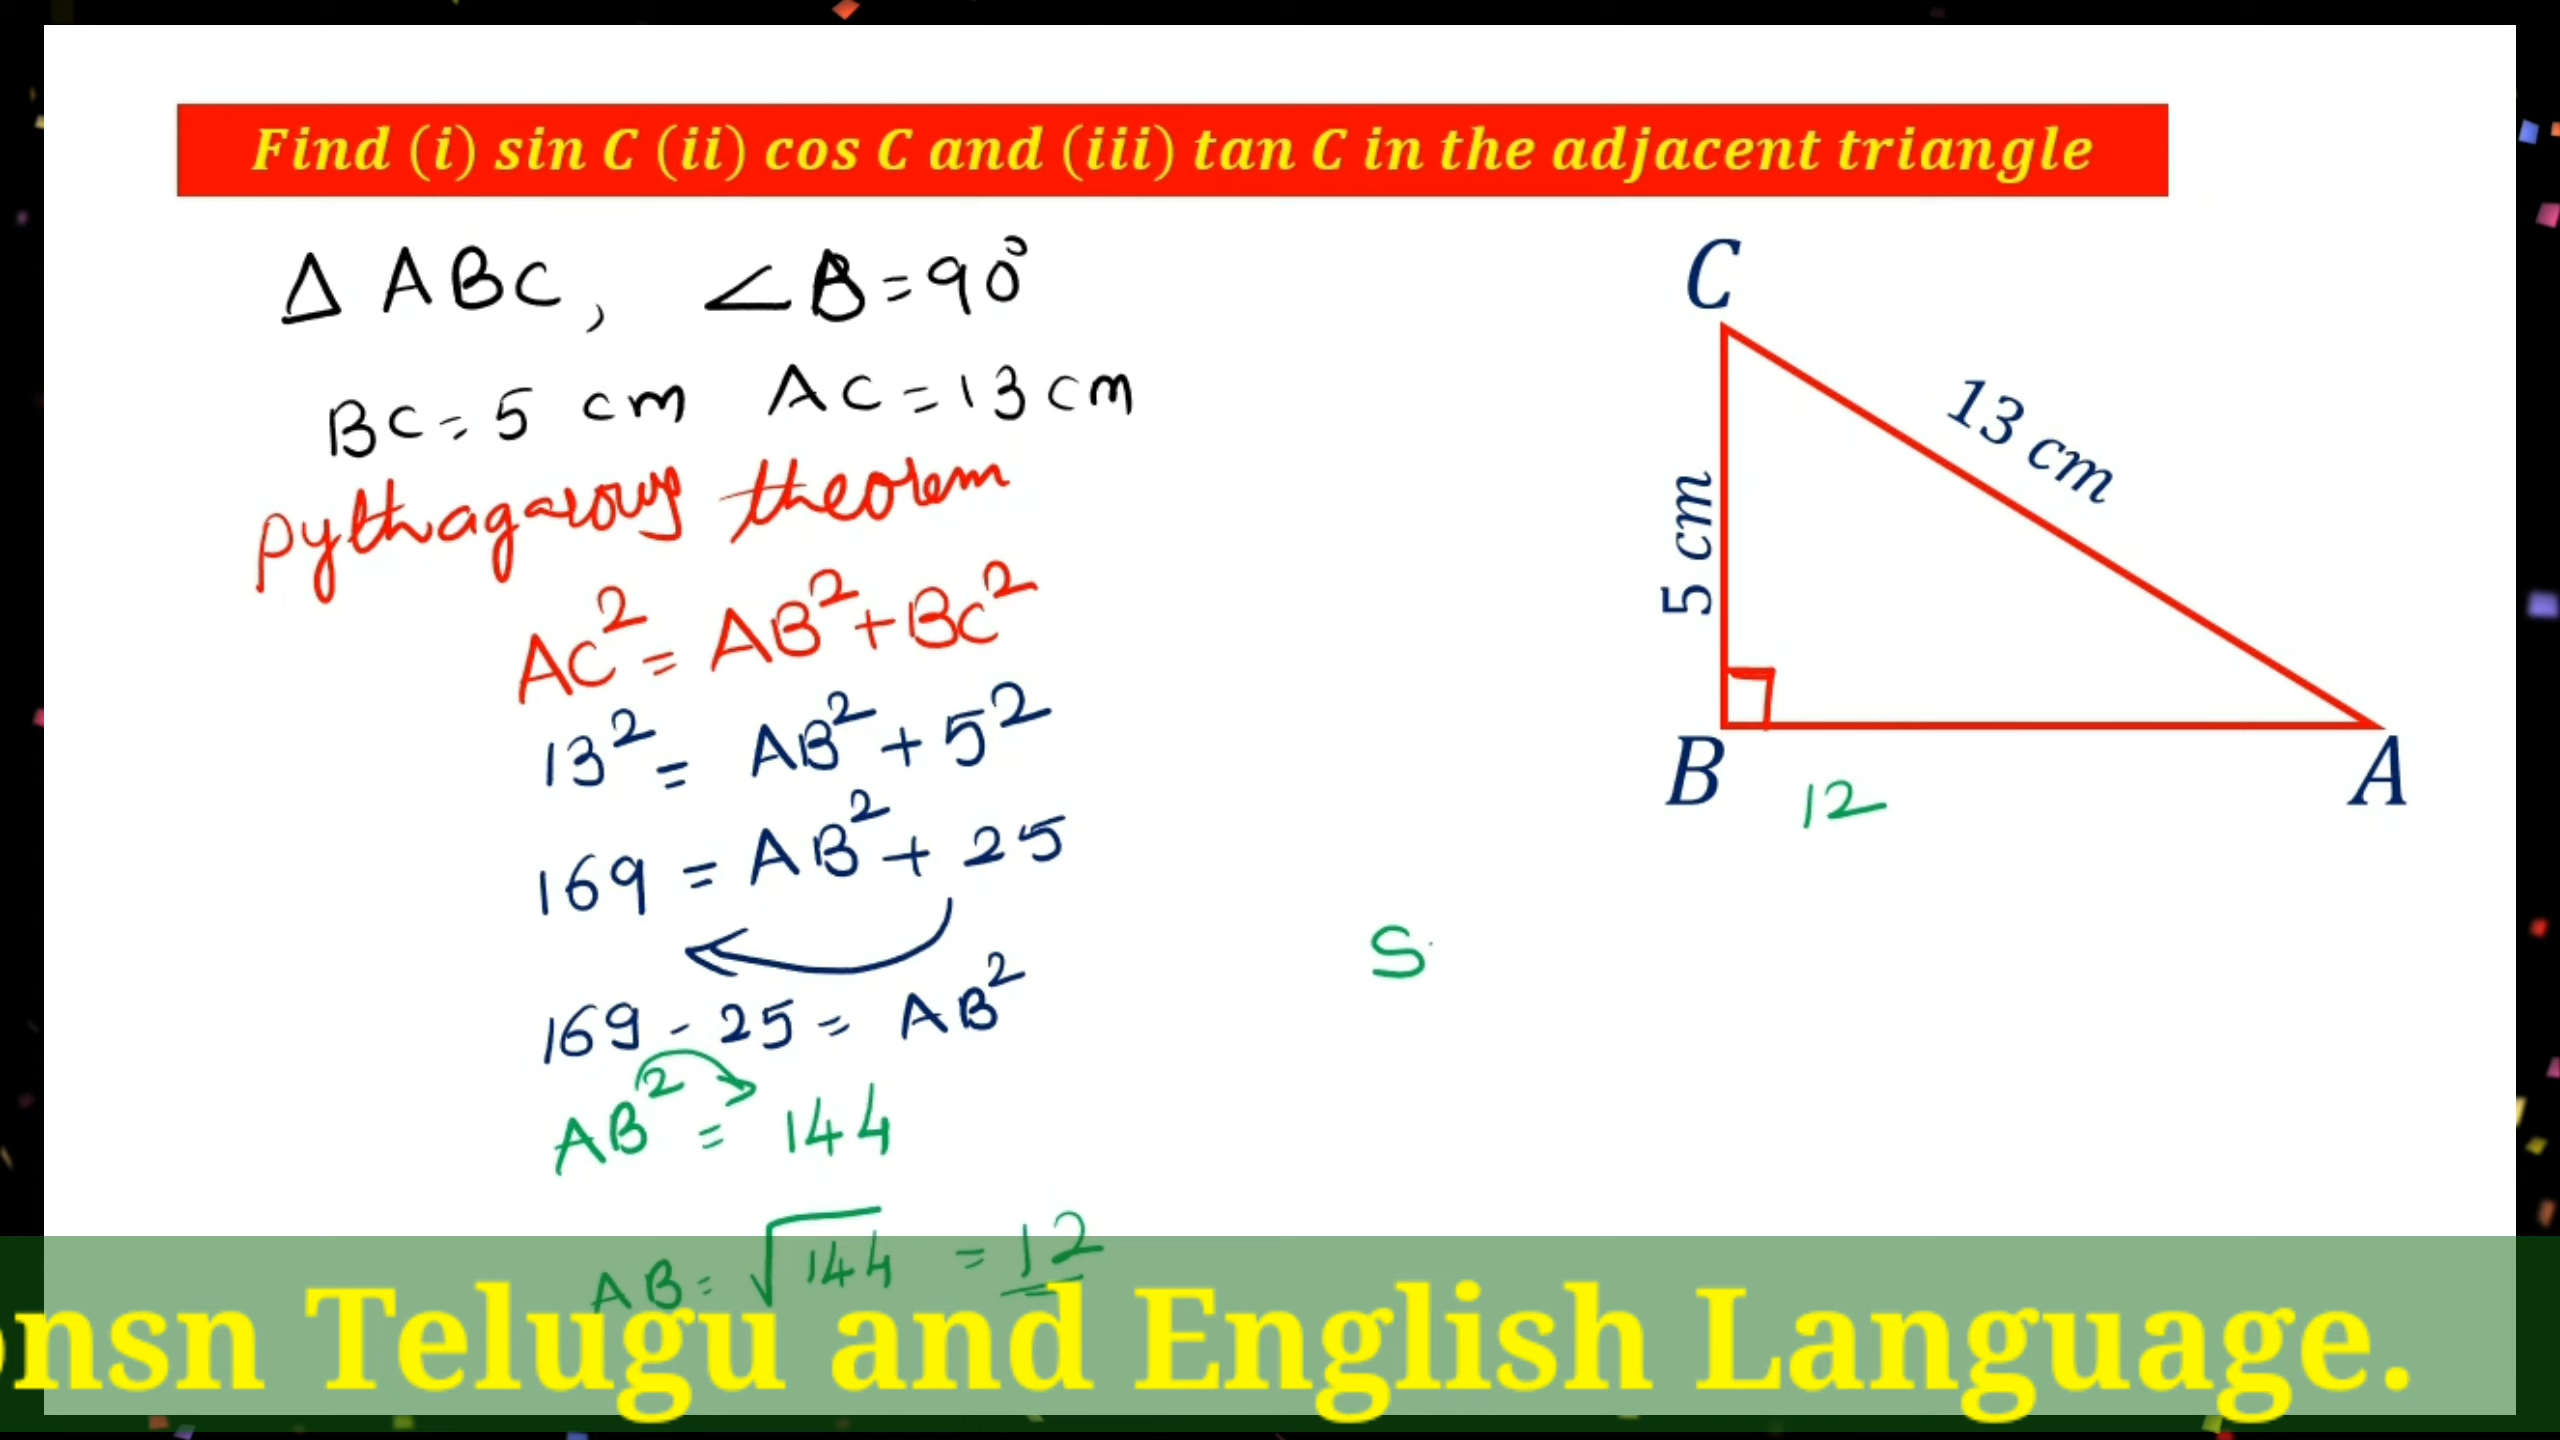 Find (i) sin C (ii) cos C and (iii) tan C in the adjacent triangle
Δ ABC, ∠B=90°
BC=5 cm AC=13cm
Pythagarous theorem
AC²=AB²+BC²
13²= AB²+5²
169=AB²+25
169-25=AB²
AB²=144
AB=√144 =12
C
13 cm
5 cm
B
A
12
S
nsn Telugu and English Language.